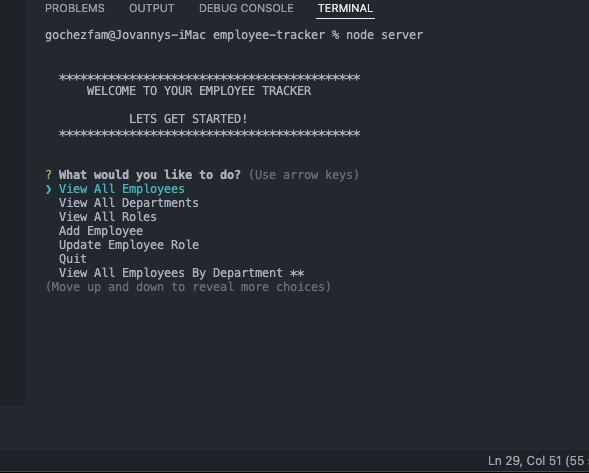 PROBLEMS OUTPUT DEBUG CONSOLE TERMINAL
gochezfam@Jovannys-iMac employee-tracker % node server
*******************************************
WELCOME TO YOUR EMPLOYEE TRACKER
LETS GET STARTED!
*******************************************
? What would you like to do? (Use arrow keys)
❯ View All Employees
View All Departments
View All Roles
Add Employee
Update Employee Role
Quit
View All Employees By Department **
(Move up and down to reveal more choices)
Ln 29, Col 51 (55